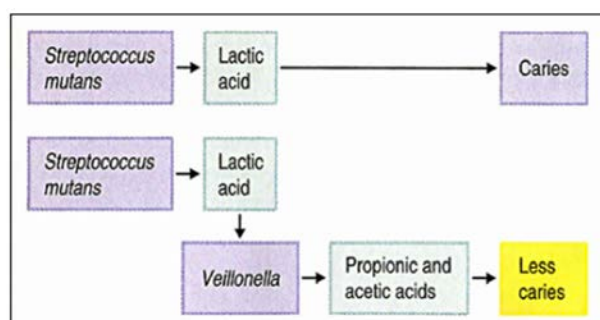 Streptococcus
mutans
Lactic
acid
Caries
Streptococcus
mutans
Lactic
acid
Veillonella
Propionic and
acetic acids
Less
caries